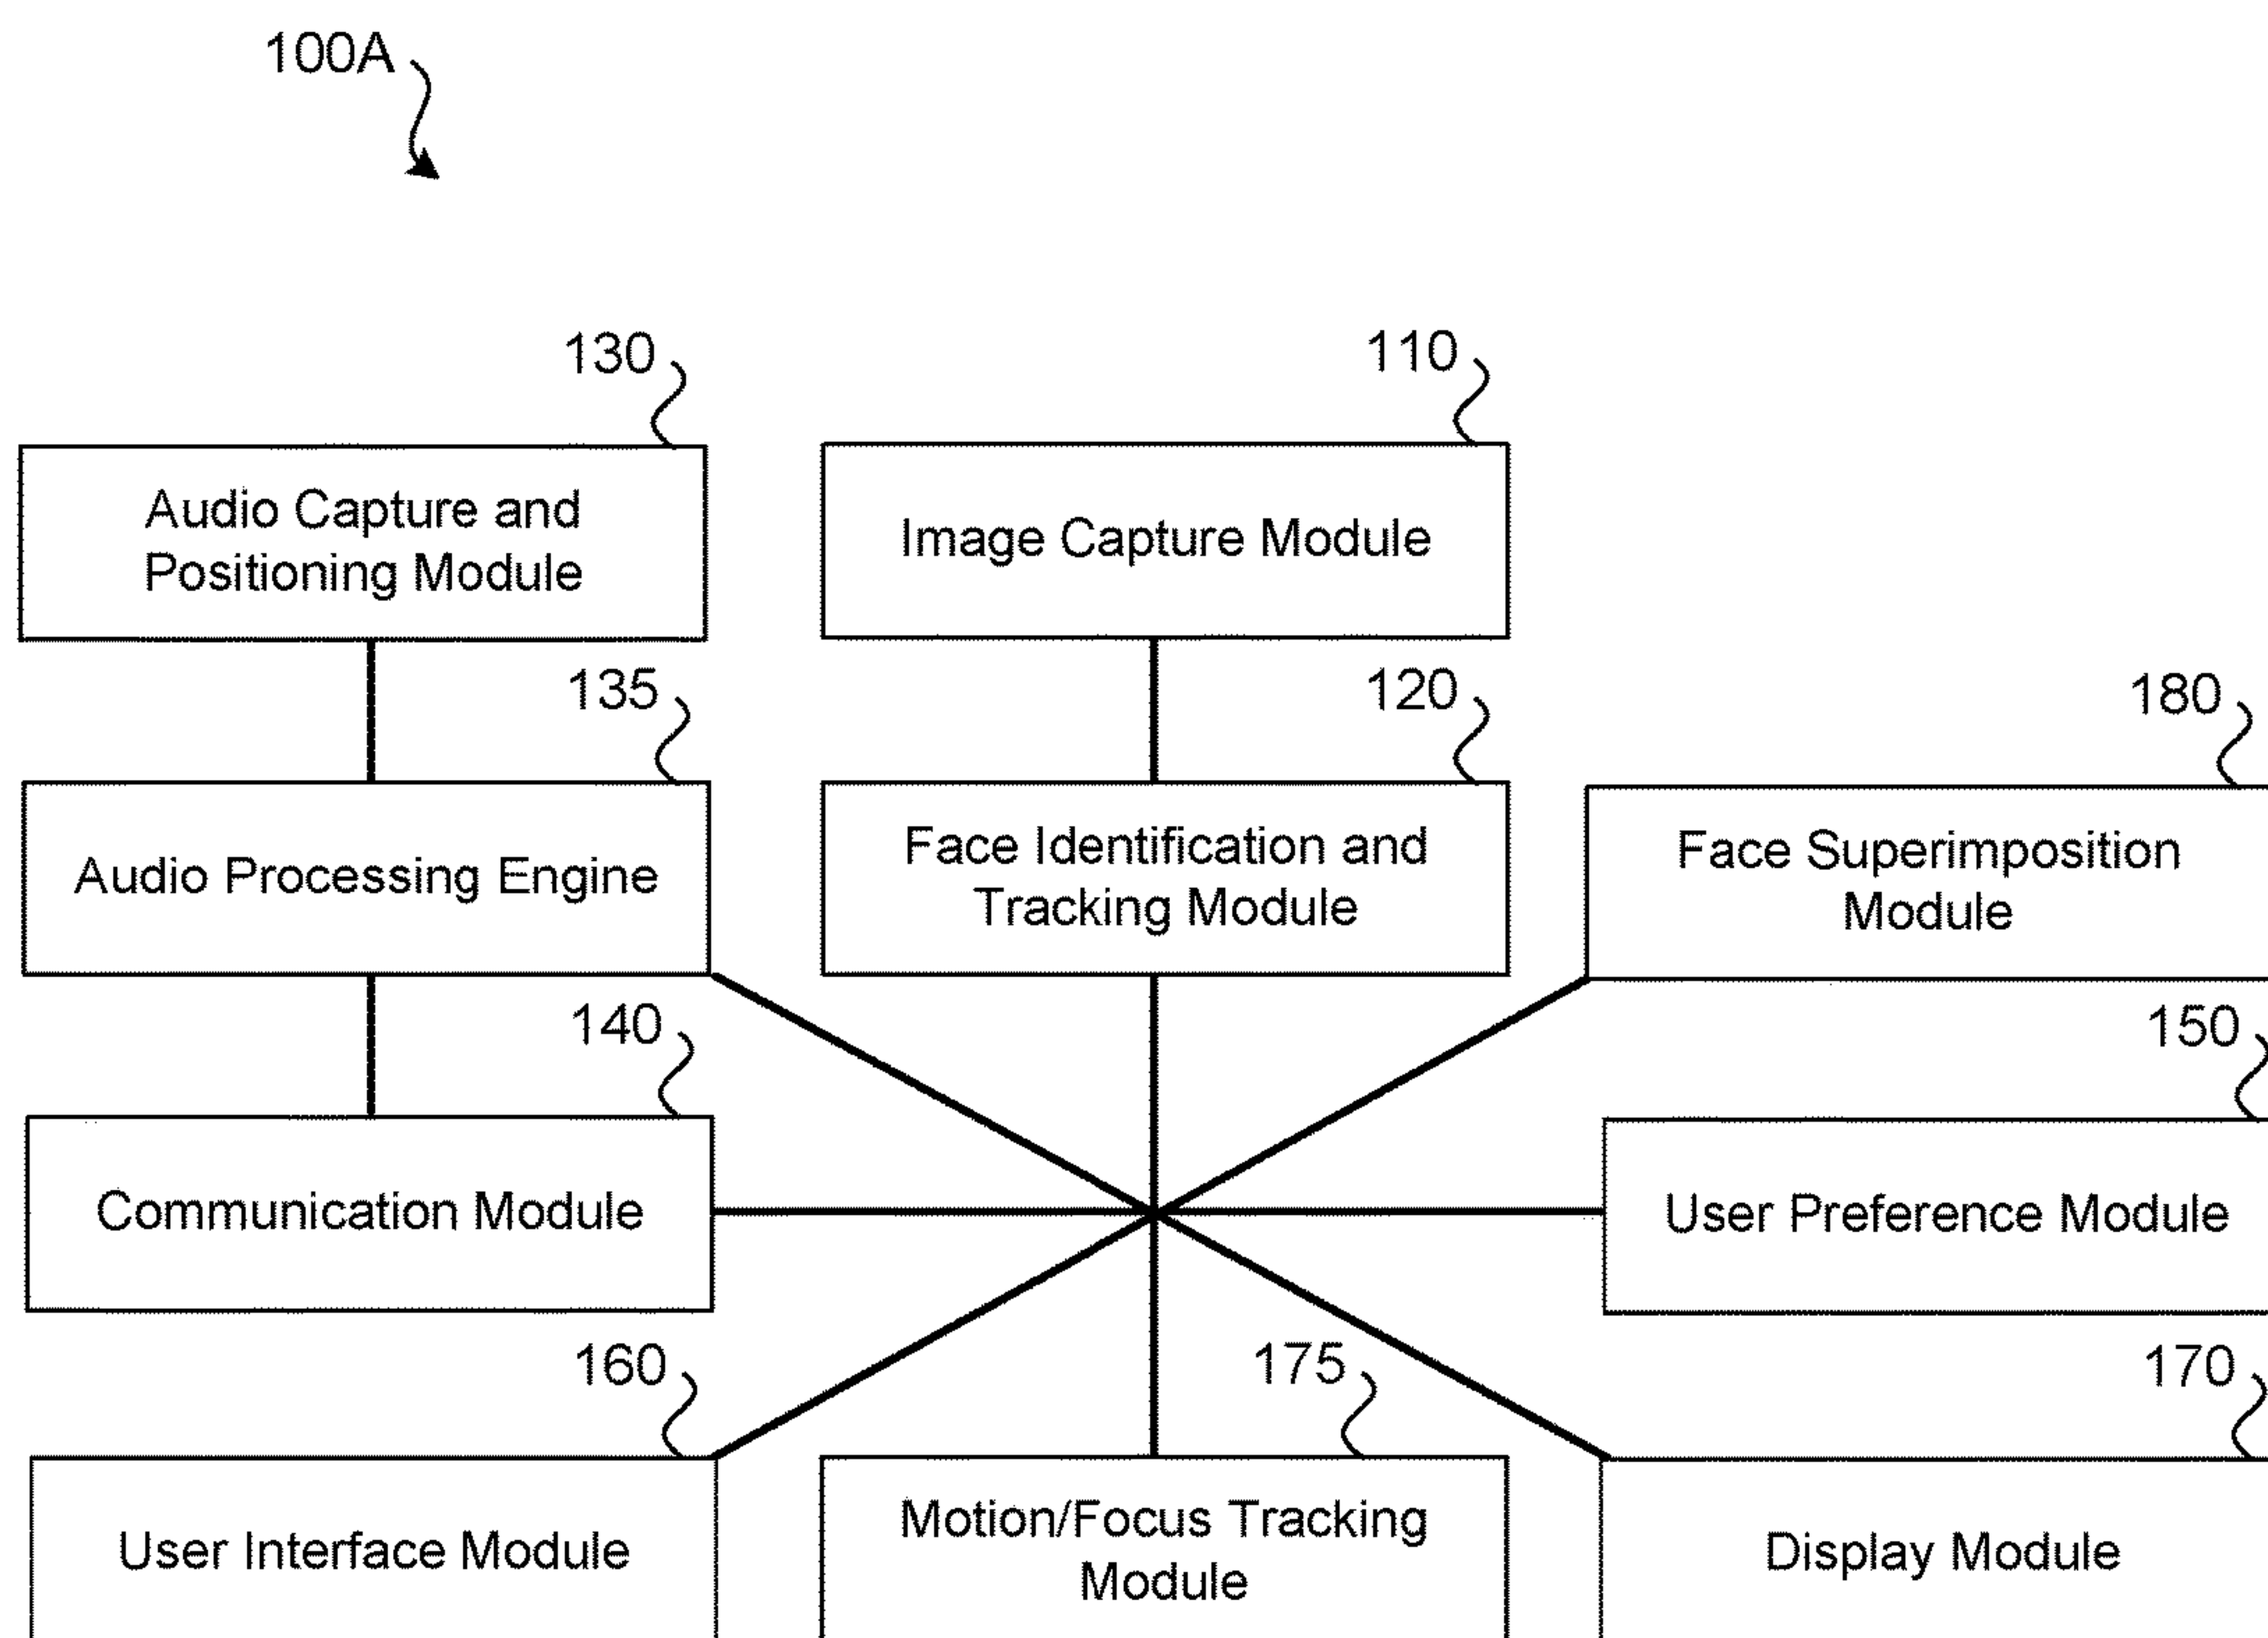 100A
130
110
Audio Capture and
Positioning Module
Image Capture Module
135
120
180
Audio Processing Engine
Face Identification and
Tracking Module
Face Superimposition
Module
140
150
Communication Module
User Preference Module
160
175
170
User Interface Module
Motion/Focus Tracking
Module
Display Module